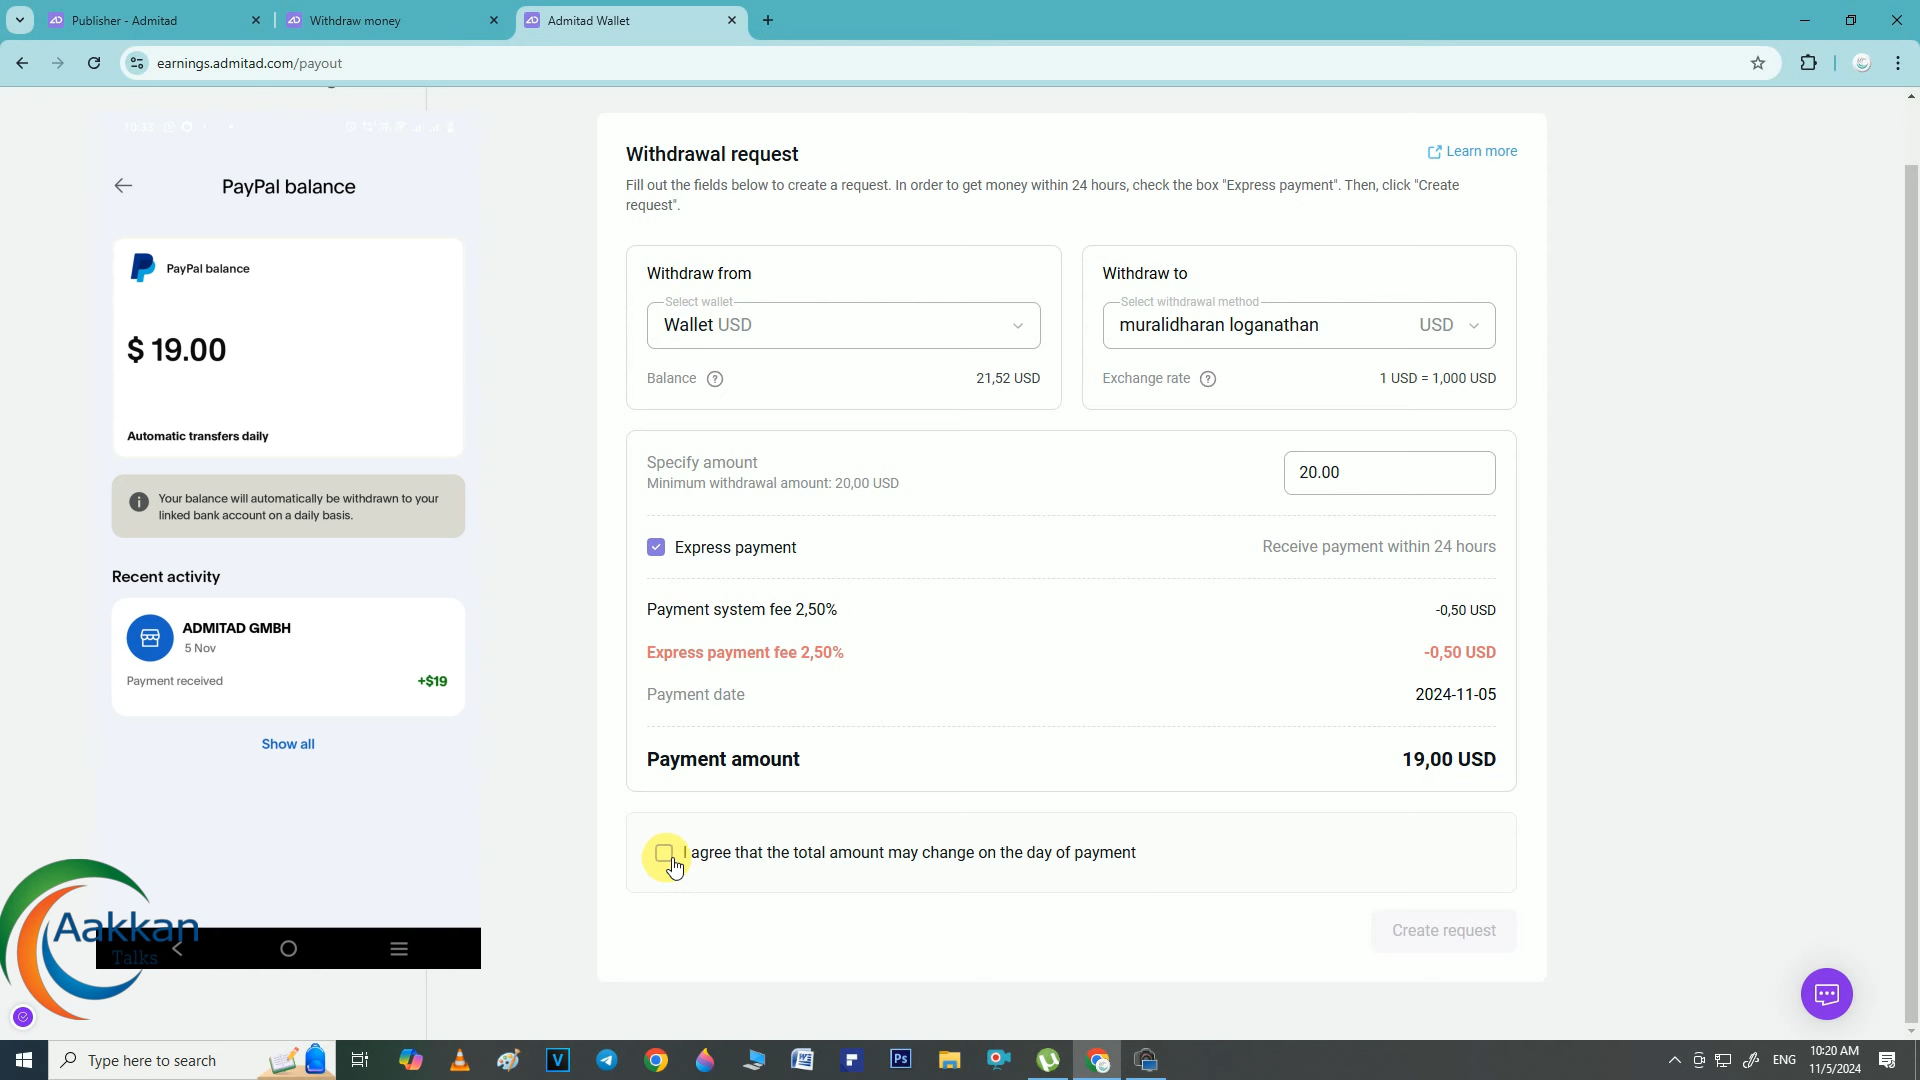 Publisher - Admitad
Withdraw money
Admitad Wallet
earnings.admitad.com/payout
10:33
PayPal balance
PayPal balance
$ 19.00
Automatic transfers daily
Your balance will automatically be withdrawn to your
linked bank account on a daily basis.
Recent activity
ADMITAD GMBH
5 Nov
Payment received
+$19
Show all
Aakkan
Talks
Withdrawal request
Learn more
Fill out the fields below to create a request. In order to get money within 24 hours, check the box "Express payment". Then, click "Create
request".
Withdraw from
Select wallet
Wallet USD
Balance ?
21,52 USD
Withdraw to
Select withdrawal method
muralidharan loganathan USD
Exchange rate ?
1 USD = 1,000 USD
Specify amount
Minimum withdrawal amount: 20,00 USD
20.00
Express payment
Receive payment within 24 hours
Payment system fee 2,50%
-0,50 USD
Express payment fee 2,50%
-0,50 USD
Payment date
2024-11-05
Payment amount
19,00 USD
I agree that the total amount may change on the day of payment
Create request
Type here to search
V
Ps
ENG
10:20 AM
11/5/2024